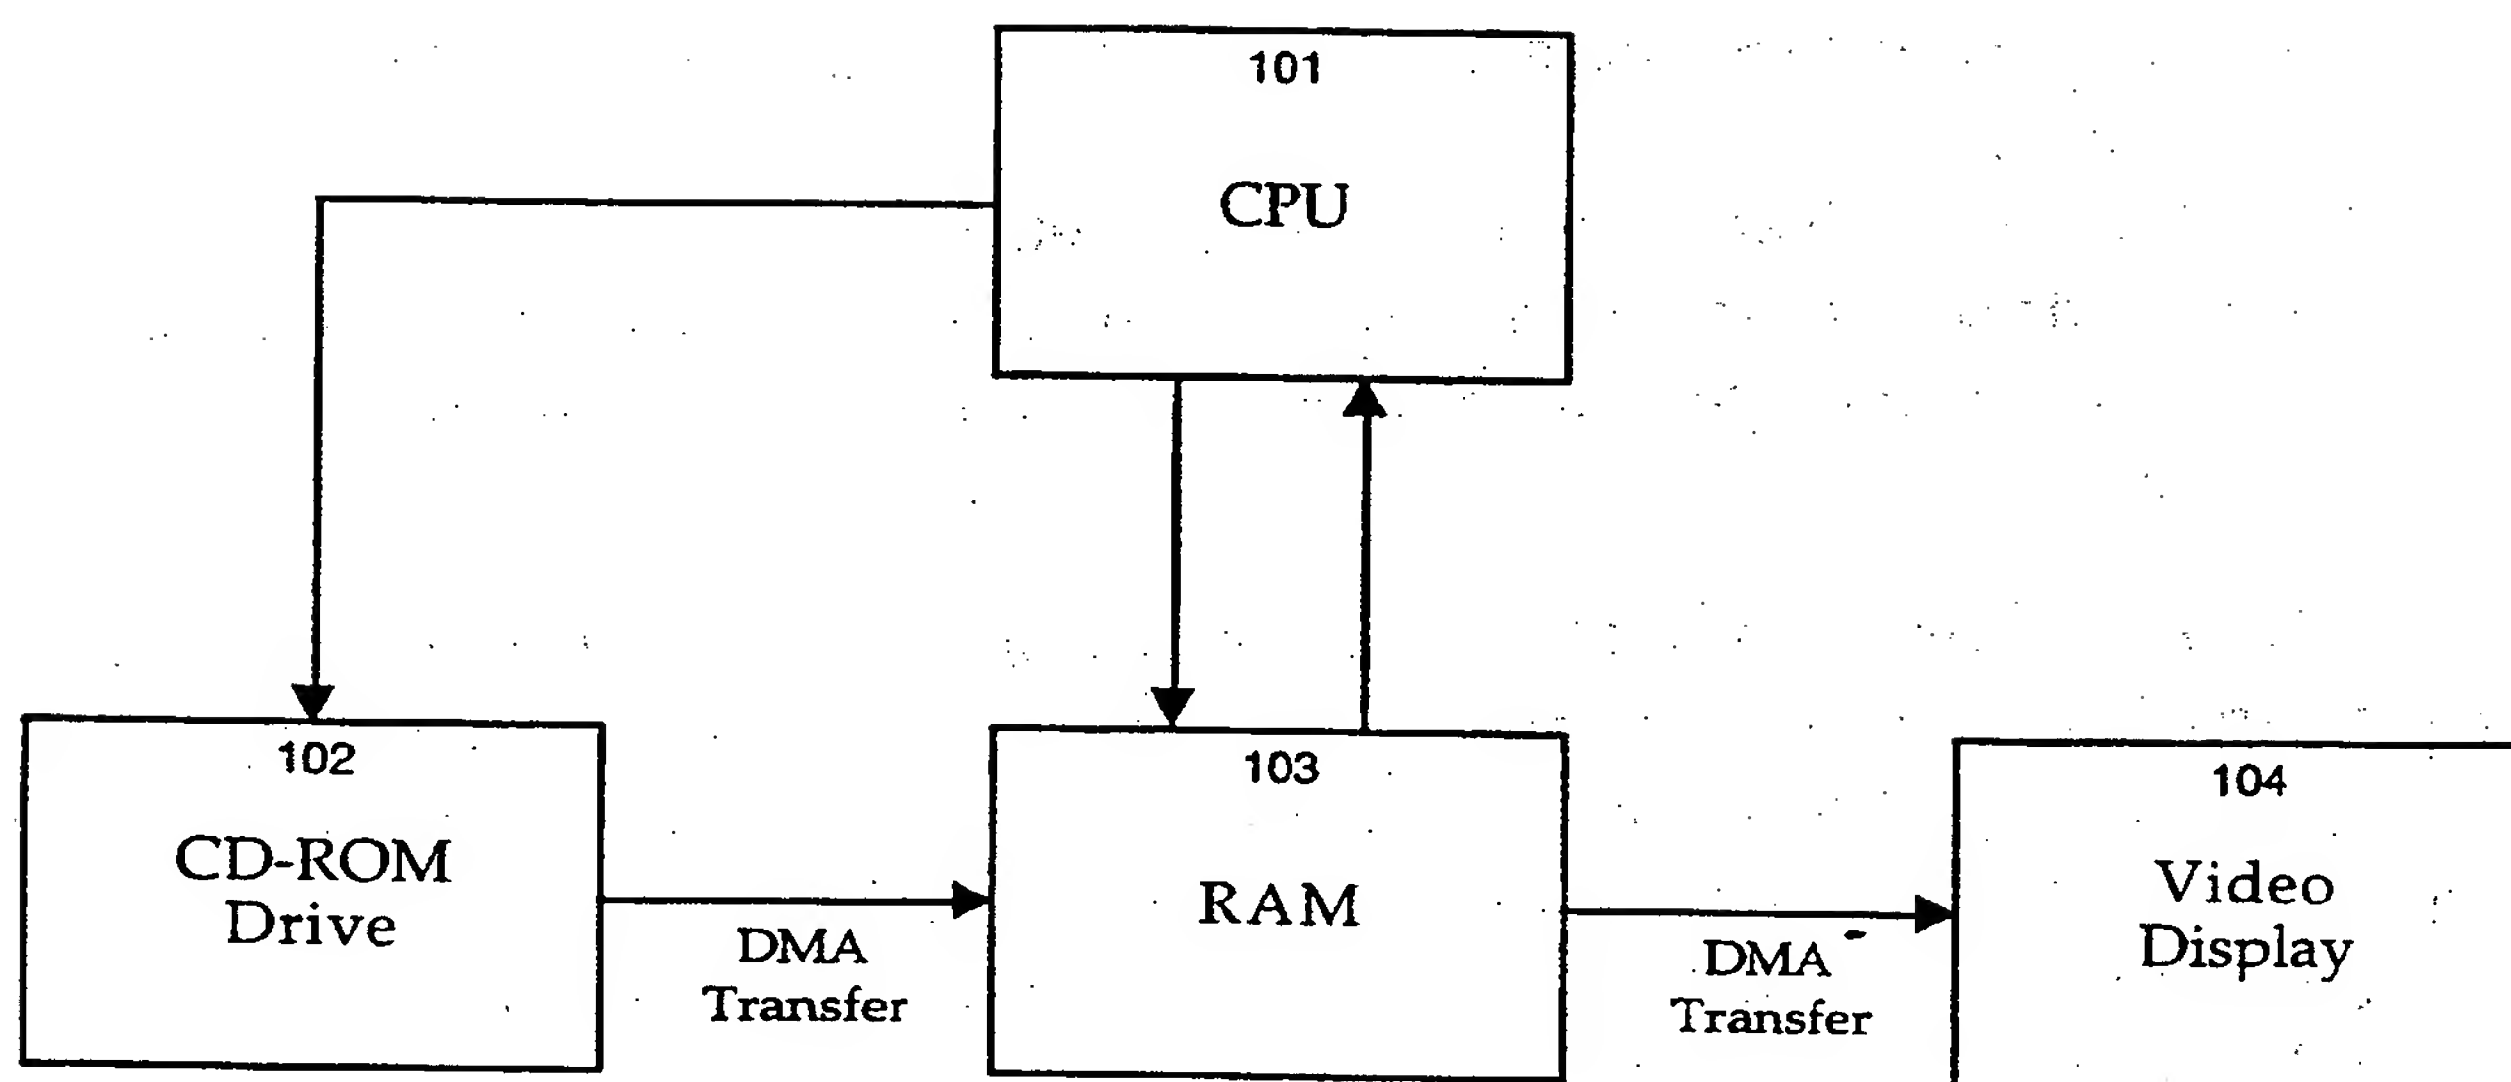 101
CPU
102
CD-ROM
Drive
DMA
Transfer
103
RAM
DMA
Transfer
104
Video
Display